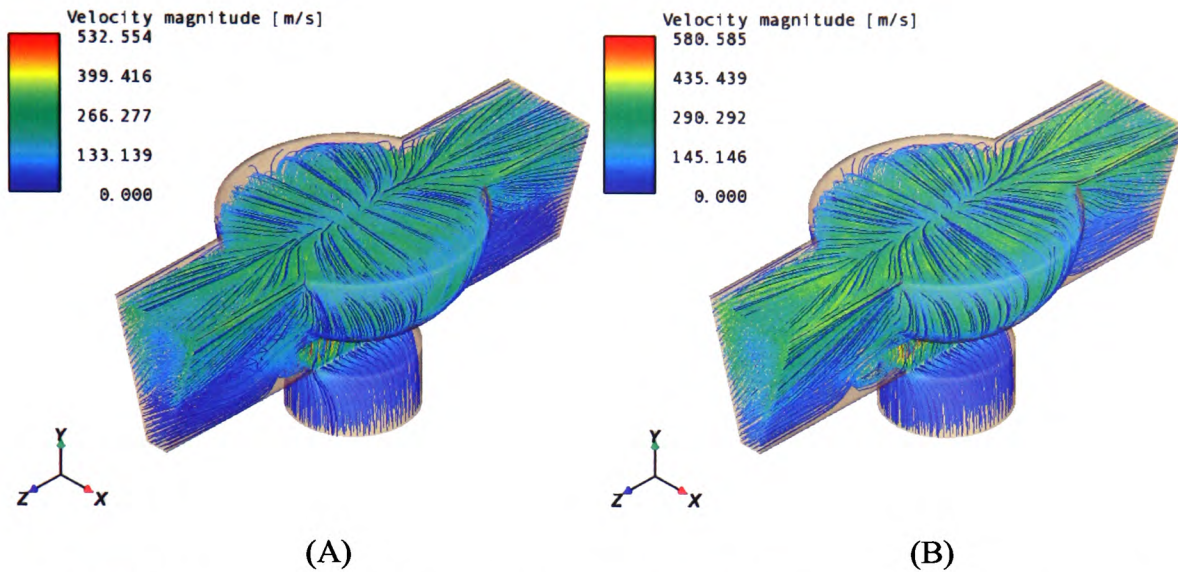 Velocity magnitude [m/s]
532.554
399.416
266.277
133.139
0.000
Y
Z
X
(A)
Velocity magnitude [m/s]
580.585
435.439
290.292
145.146
0.000
Y
Z
X
(B)